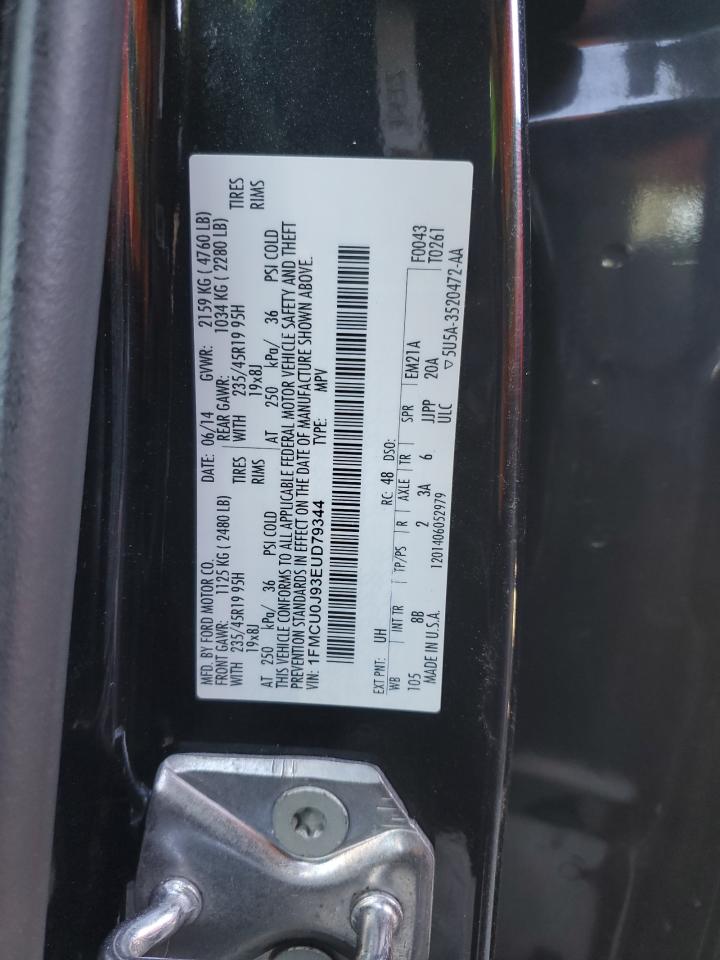 MFD. BY FORD MOTOR CO. DATE: 06/14 GVWR: 2159 KG ( 4760 LB)
FRONT GAWR: 1125 KG ( 2480 LB) REAR GAWR: 1034 KG ( 2280 LB)
WITH 235/45R19 95H TIRES WITH 235/45R19 95H TIRES
19x8J RIMS 19x8J RIMS
AT 250 kPa/ 36 PSI COLD AT 250 kPa/ 36 PSI COLD
THIS VEHICLE CONFORMS TO ALL APPLICABLE FEDERAL MOTOR VEHICLE SAFETY AND THEFT
PREVENTION STANDARDS IN EFFECT ON THE DATE OF MANUFACTURE SHOWN ABOVE.
VIN: 1FMCU0J93EUD79344 TYPE: MPV
EXT PNT: UH RC: 48 DSO: F0043
WB INT TR TP/PS R AXLE TR SPR EM21A T0261
105 8B 2 3A 6 JJPP 20A
MADE IN U.S.A. 1201406052979 ULC ▽5U5A-3520472-AA